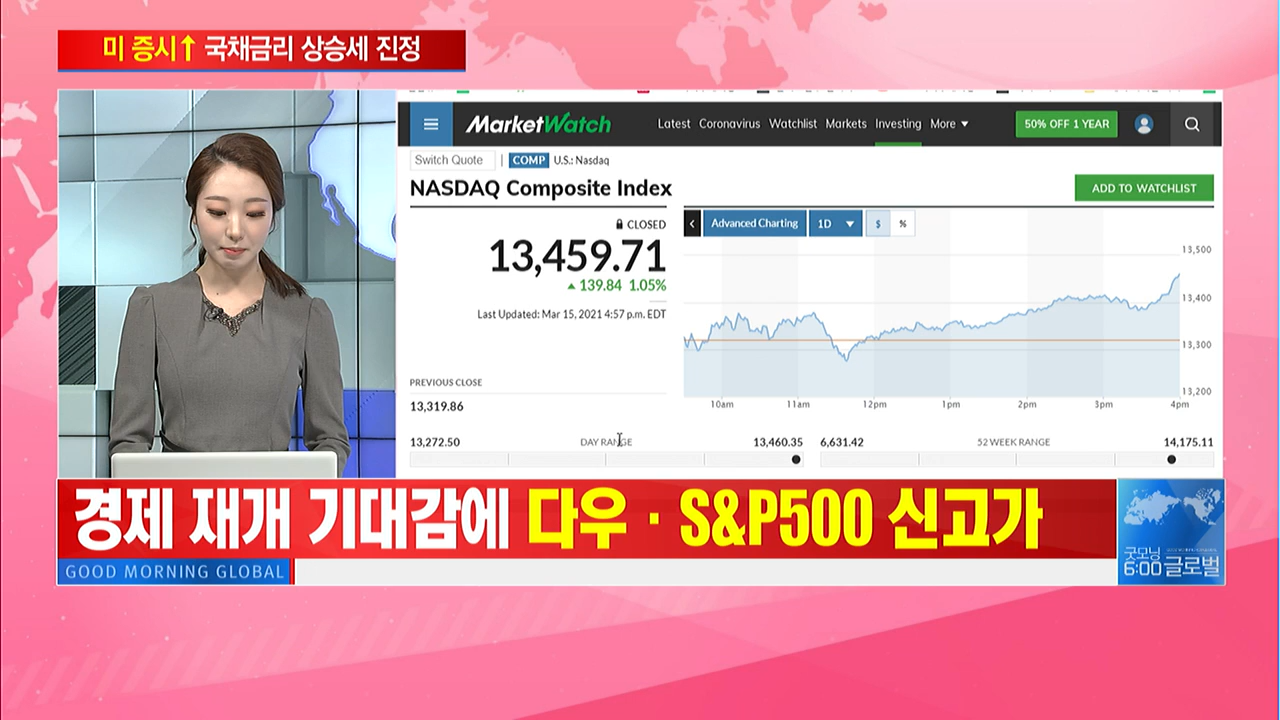 미 증시↑ 국채금리 상승세 진정
MarketWatch
Latest Coronavirus Watchlist Markets Investing More ▼
50% OFF 1 YEAR
Switch Quote | COMP U.S.: Nasdaq
NASDAQ Composite Index
ADD TO WATCHLIST
CLOSED
13,459.71
▲ 139.84 1.05%
Last Updated: Mar 15, 2021 4:57 p.m. EDT
PREVIOUS CLOSE
13,319.86
< Advanced Charting 1D ▼ $ %
13,500
13,400
13,300
13,200
10am 11am 12pm 1pm 2pm 3pm 4pm
13,272.50 DAY RANGE 13,460.35
6,631.42 52 WEEK RANGE 14,175.11
경제 재개 기대감에 다우·S&P500 신고가
GOOD MORNING GLOBAL
굿모닝
6:00 글로벌